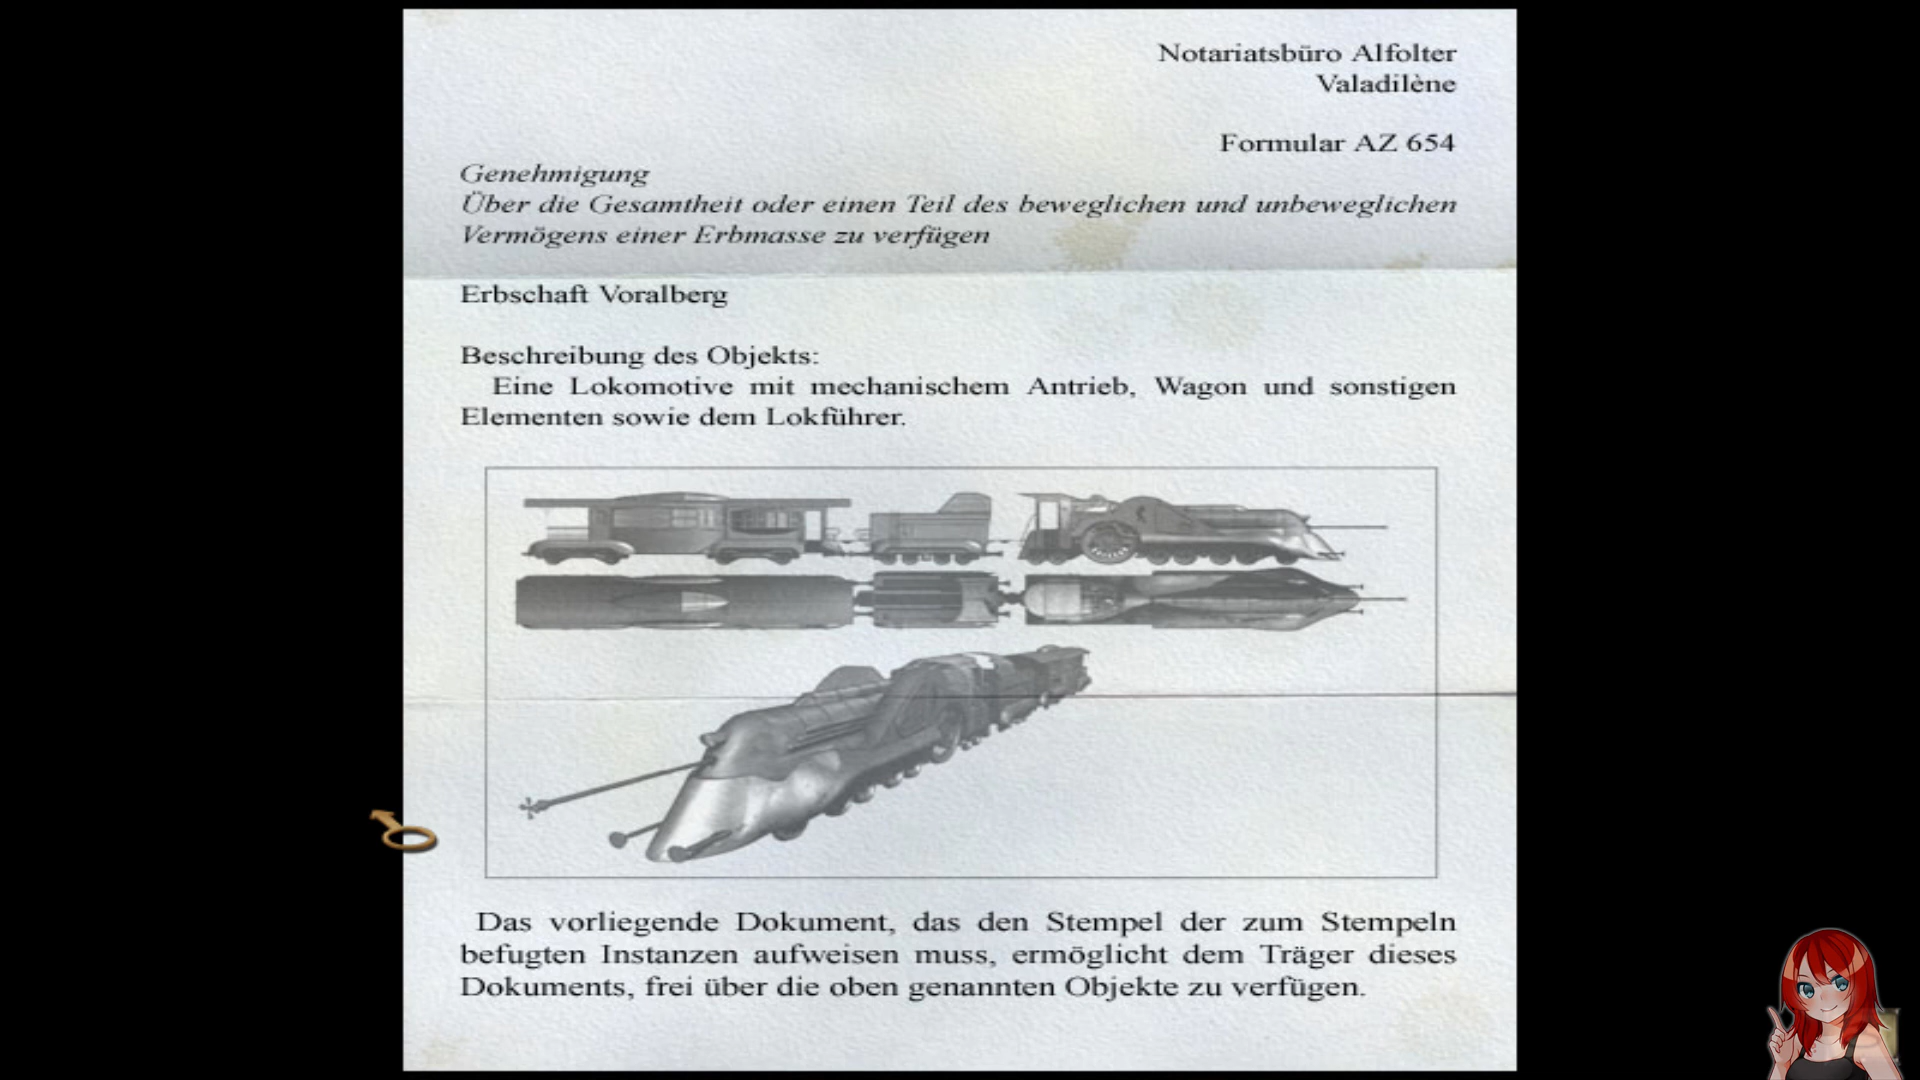 Notariatsbüro Alfolter
Valadilène
Formular AZ 654
Genehmigung
Über die Gesamtheit oder einen Teil des beweglichen und unbeweglichen
Vermögens einer Erbmasse zu verfügen
Erbschaft Voralberg
Beschreibung des Objekts:
Eine Lokomotive mit mechanischem Antrieb, Wagon und sonstigen
Elementen sowie dem Lokführer.
Das vorliegende Dokument, das den Stempel der zum Stempeln
befugten Instanzen aufweisen muss, ermöglicht dem Träger dieses
Dokuments, frei über die oben genannten Objekte zu verfügen.